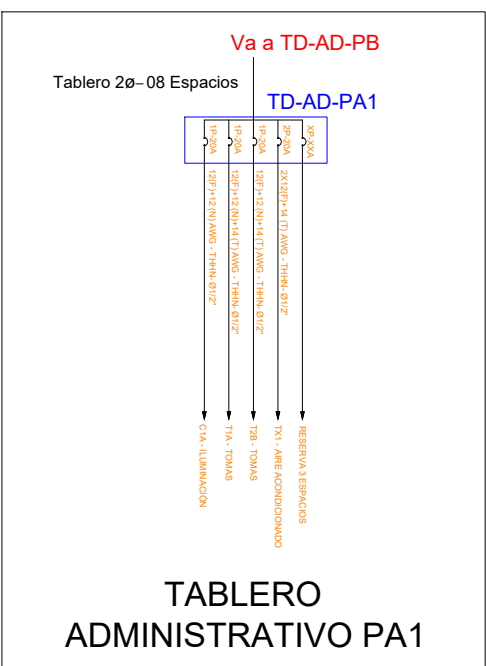 Va a TD-AD-PB
Tablero 2ø– 08 Espacios
TD-AD-PA1
1P-20A
1P-20A
1P-20A
2P-20A
XP-XXA
12(F)+12 (N) AWG - THHN- Ø1/2"
12(F)+12 (N)+14 (T) AWG - THHN- Ø1/2"
12(F)+12 (N)+14 (T) AWG - THHN- Ø1/2"
2X12(F)+14 (T) AWG - THHN- Ø1/2"
C1A - ILUMINACIÓN
T1A - TOMAS
T2B - TOMAS
TX1 - AIRE ACONDICIONADO
RESERVA 3 ESPACIOS
TABLERO
ADMINISTRATIVO PA1